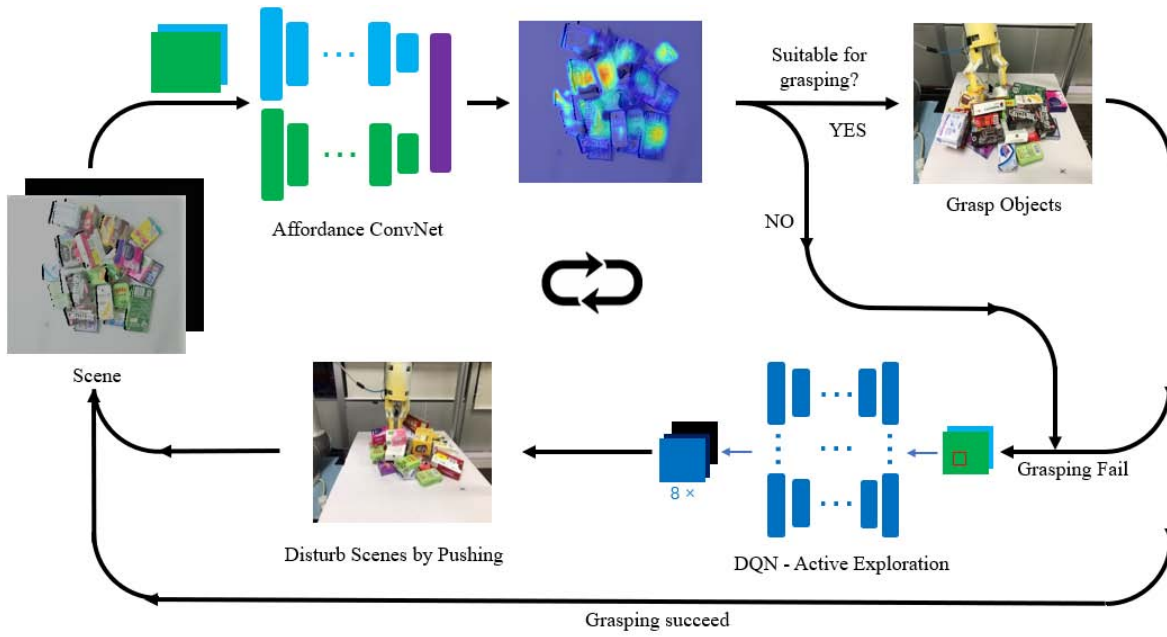 Suitable for
grasping?
YES
Affordance ConvNet
Grasp Objects
NO
Scene
Grasping Fail
8 ×
Disturb Scenes by Pushing
DQN - Active Exploration
Grasping succeed